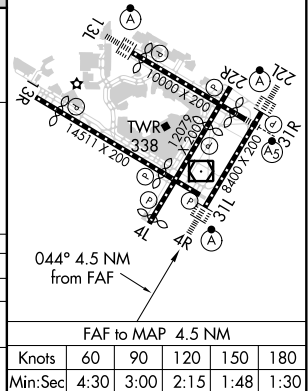 A
13L
22R
22L
A
13R
10000 X 200
P
P
P
TWR
338
12079
X 200
P
31R
A5
14511 X 200
8400 X 200
P
P
31L
4L
4R
A
044° 4.5 NM
from FAF
FAF to MAP 4.5 NM
Knots 60 90 120 150 180
Min:Sec 4:30 3:00 2:15 1:48 1:30